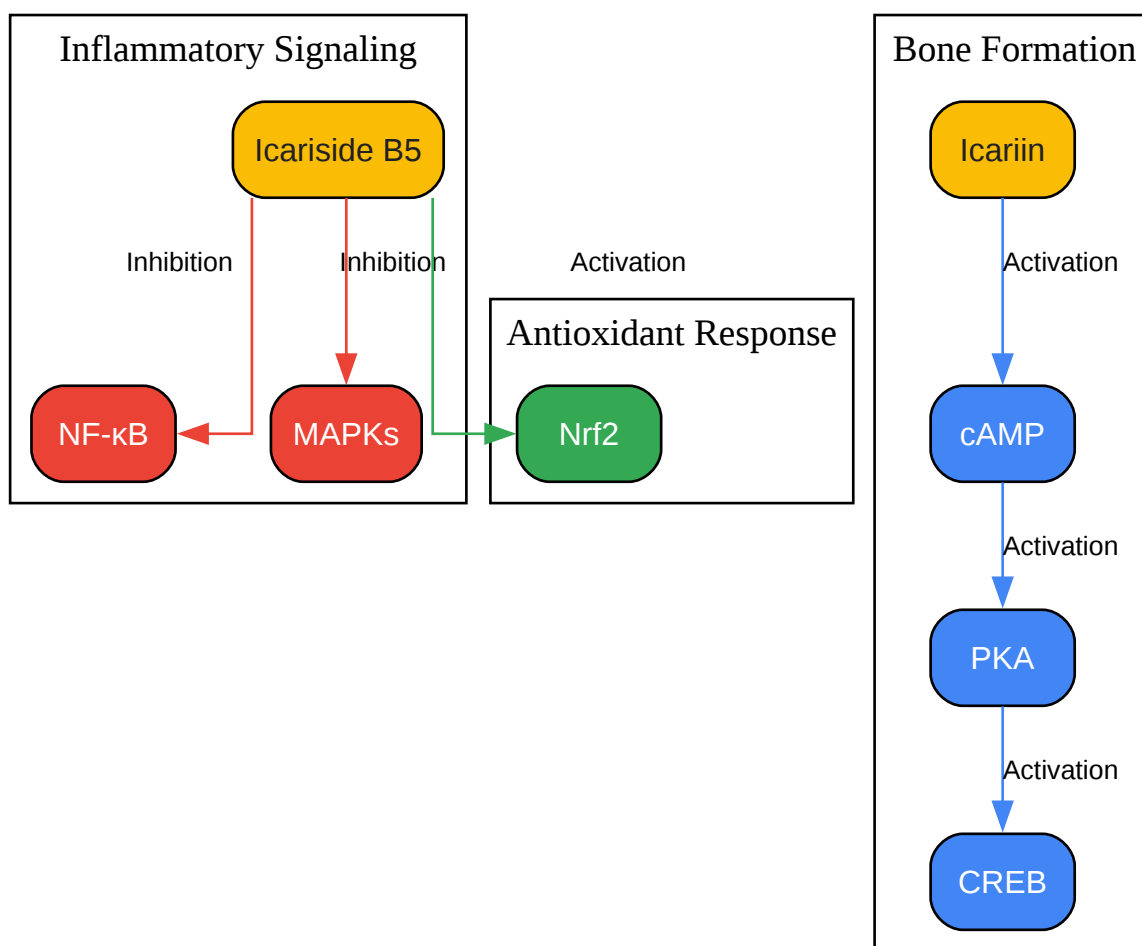 Inflammatory Signaling
Icariside B5
Inhibition
Inhibition
Activation
NF-κB
MAPKs
Antioxidant Response
Nrf2
Bone Formation
Icariin
Activation
cAMP
Activation
PKA
Activation
CREB